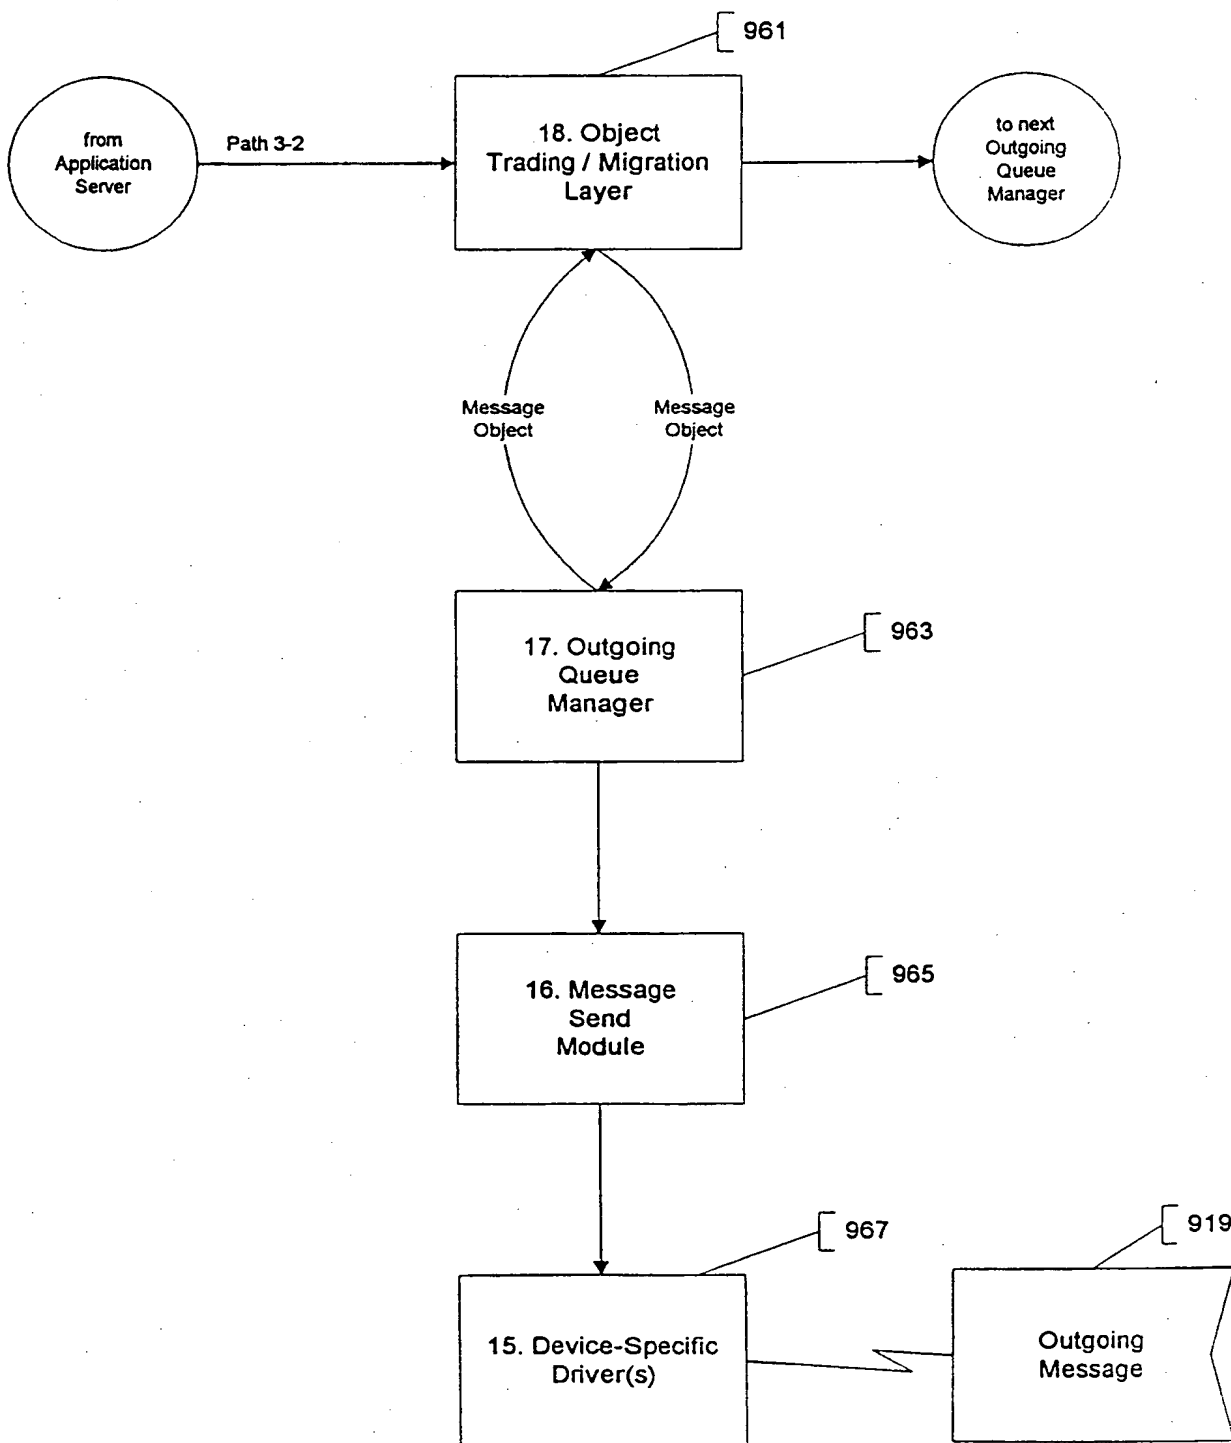 961
from
Application
Server
Path 3-2
18. Object
Trading / Migration
Layer
to next
Outgoing
Queue
Manager
Message
Object
Message
Object
17. Outgoing
Queue
Manager
963
16. Message
Send
Module
965
967
919
15. Device-Specific
Driver(s)
Outgoing
Message